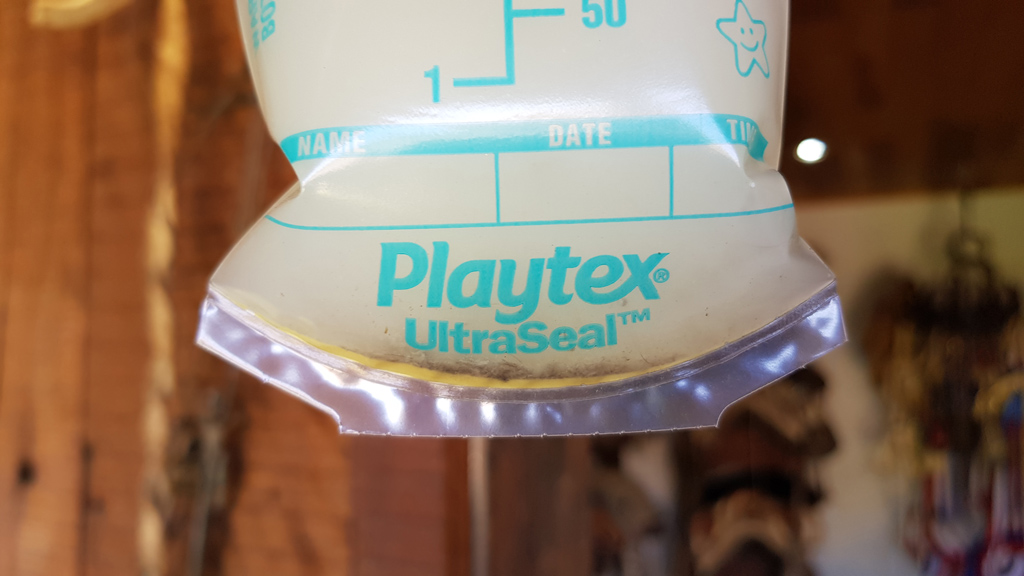 50
1
NAME DATE
Playtex®
UltraSeal™